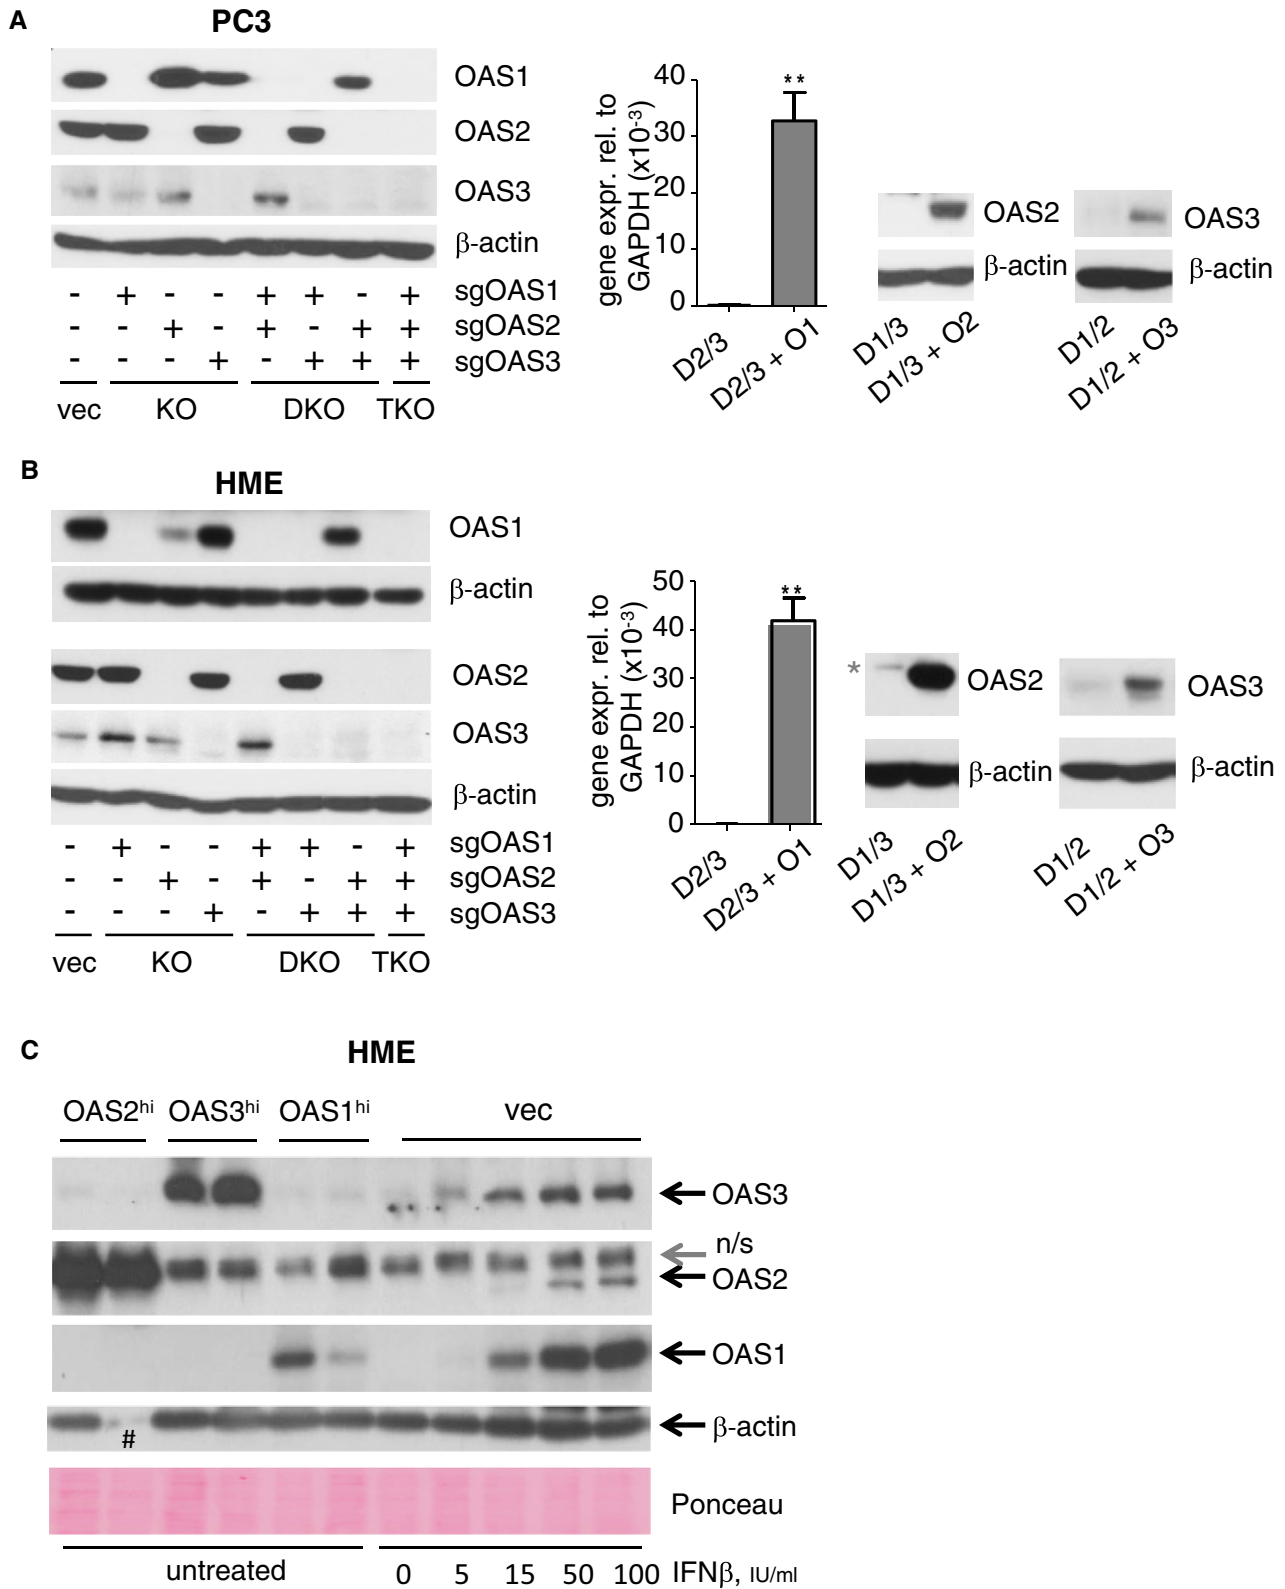 A
PC3
OAS1
OAS2
OAS3
β-actin
- + - - + + - + sgOAS1
- - + - + - + + sgOAS2
- - - + - + + + sgOAS3
vec KO DKO TKO
gene expr. rel. to
GAPDH (x10-3)
40
30
20
10
0
**
D2/3
D2/3 + O1
OAS2
β-actin
D1/3
D1/3 + O2
OAS3
β-actin
D1/2
D1/2 + O3
B
HME
OAS1
β-actin
OAS2
OAS3
β-actin
- + - - + + - + sgOAS1
- - + - + - + + sgOAS2
- - - + - + + + sgOAS3
vec KO DKO TKO
gene expr. rel. to
GAPDH (x10-3)
50
40
30
20
10
0
**
D2/3
D2/3 + O1
* OAS2
β-actin
D1/3
D1/3 + O2
OAS3
β-actin
D1/2
D1/2 + O3
C
HME
OAS2hi OAS3hi OAS1hi vec
OAS3
n/s
OAS2
OAS1
β-actin
#
Ponceau
untreated 0 5 15 50 100 IFNβ, IU/ml